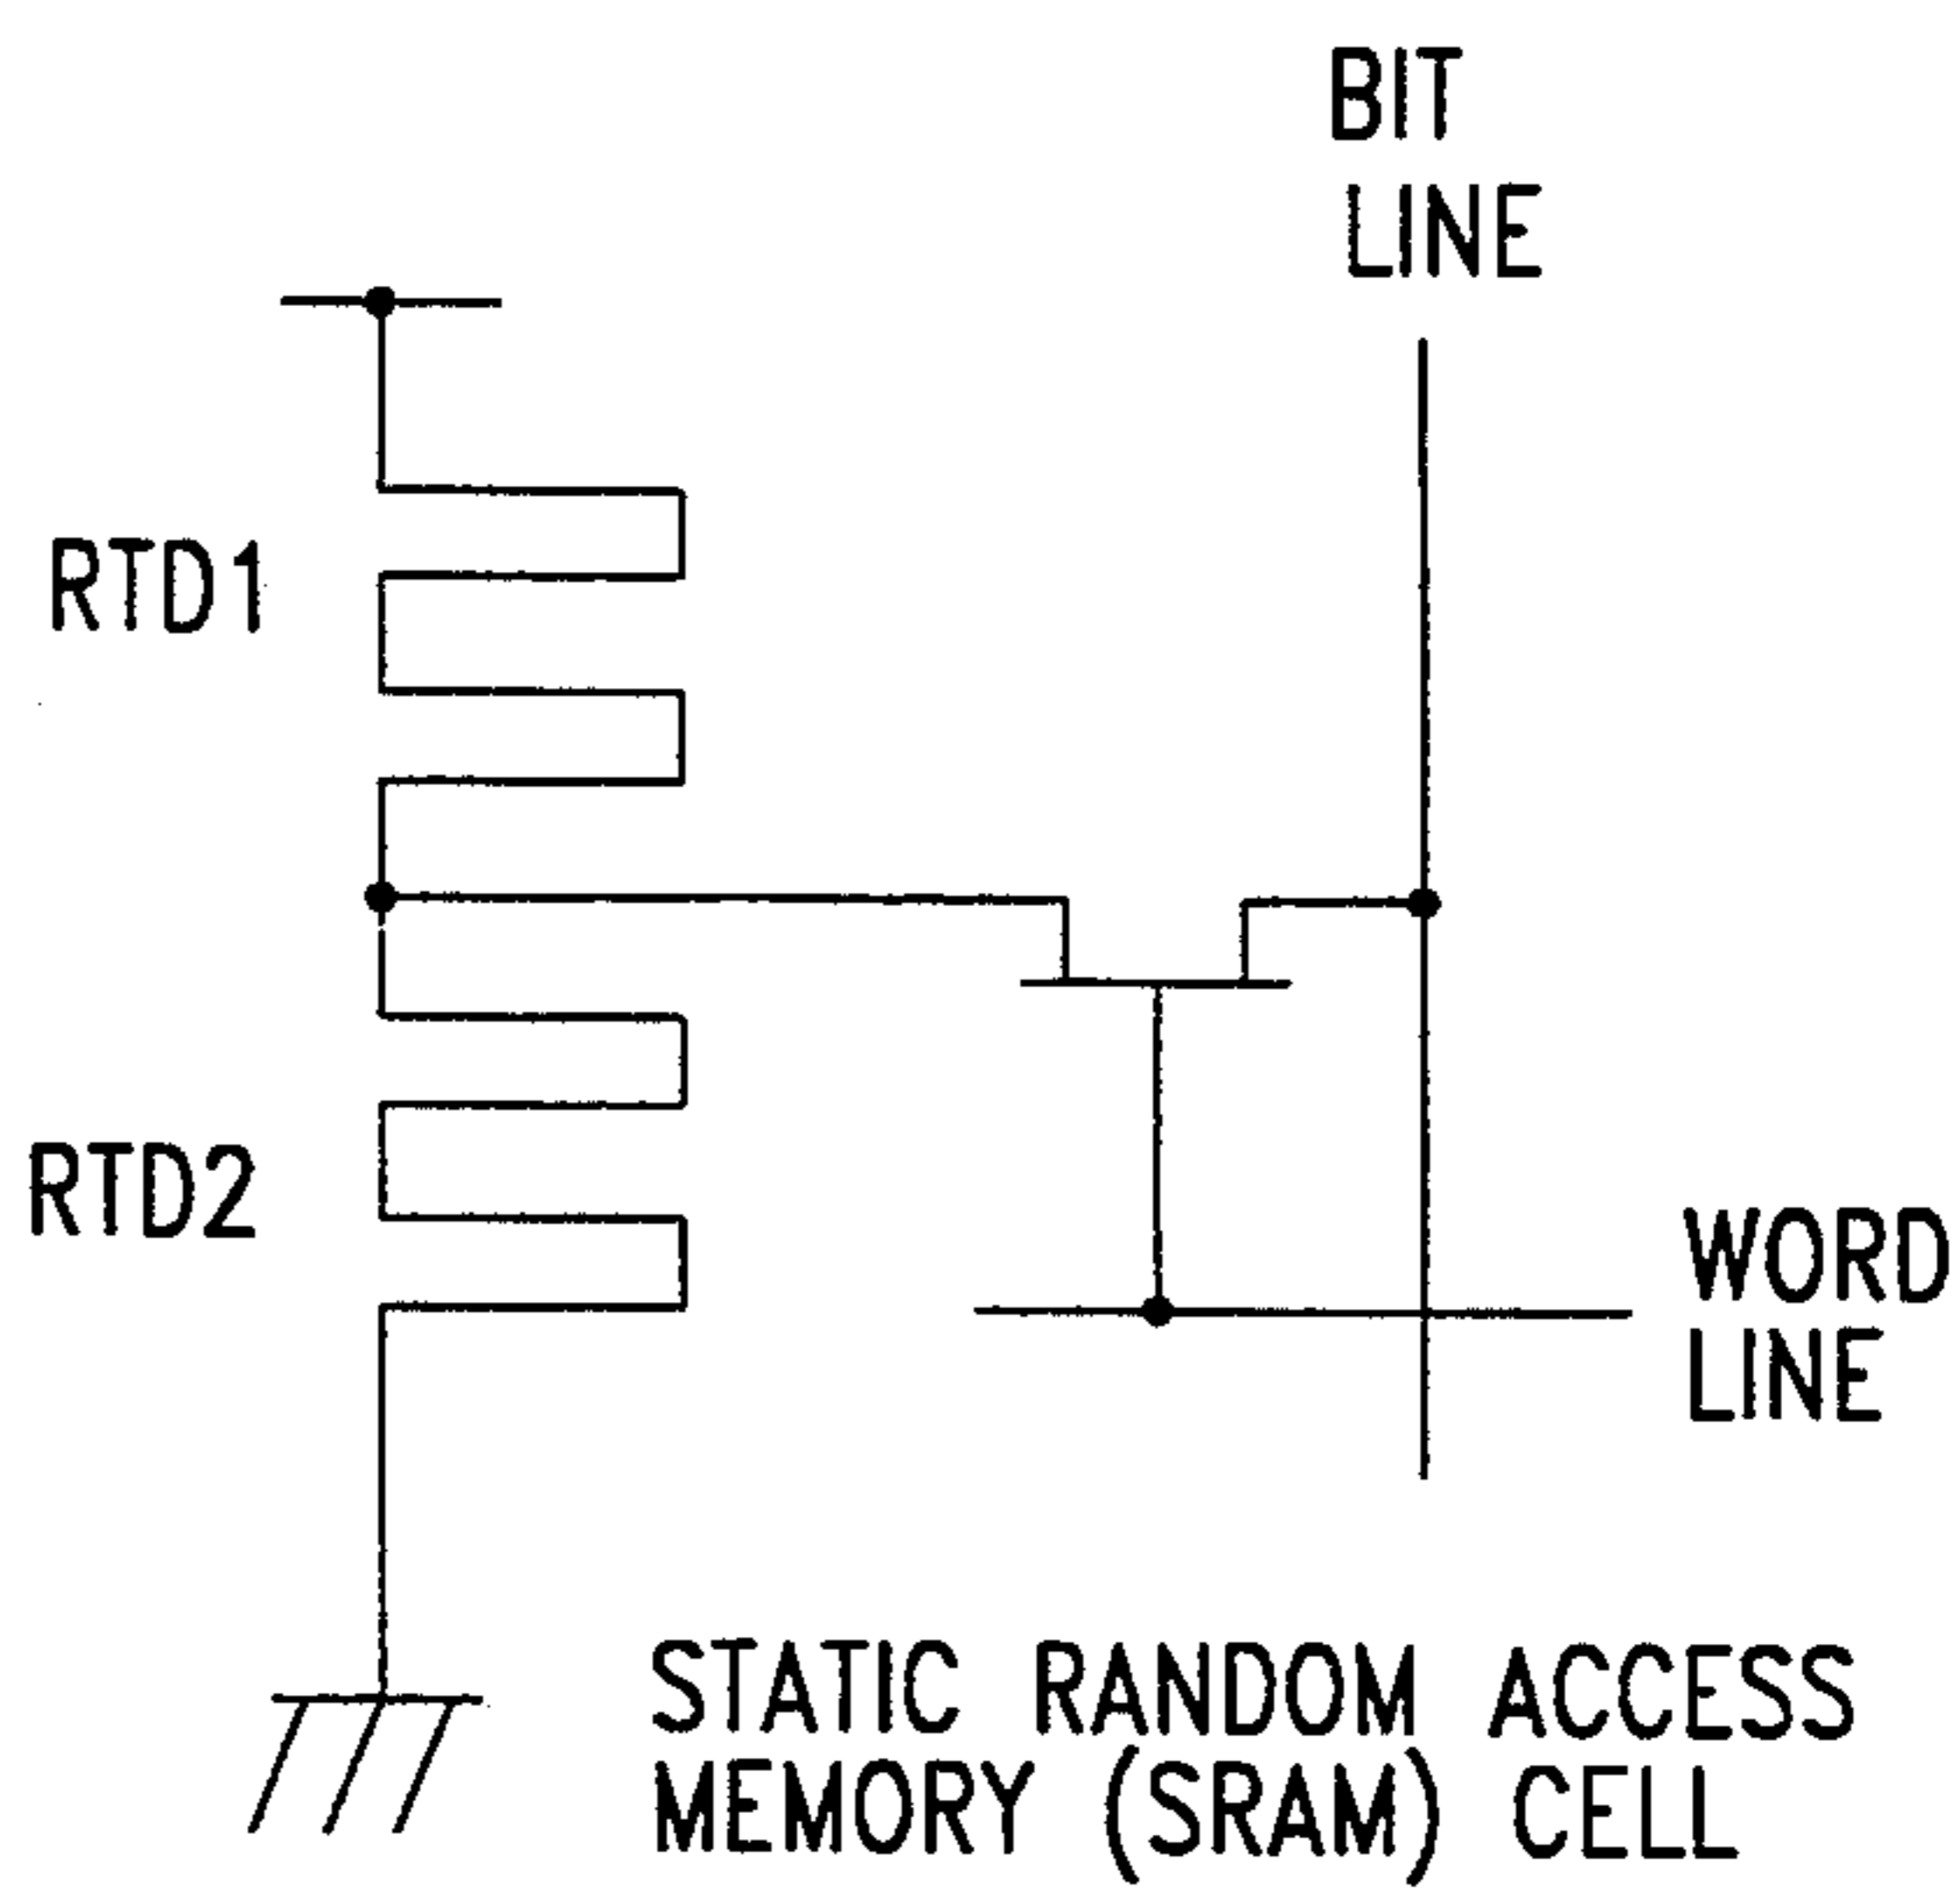 BIT
LINE
RTD1
RTD2
WORD
LINE
STATIC RANDOM ACCESS
MEMORY (SRAM) CELL